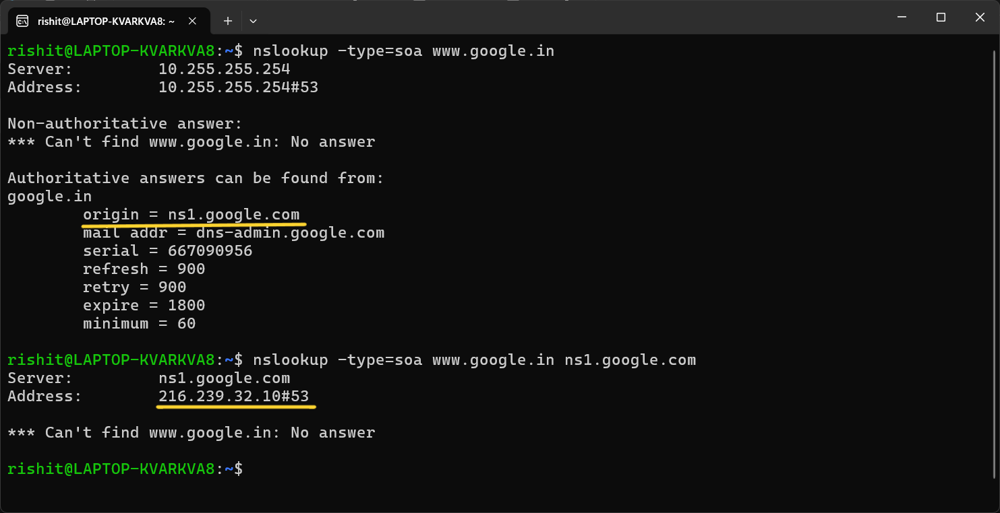 rishit@LAPTOP-KVARKVA8: ~
rishit@LAPTOP-KVARKVA8:~$ nslookup -type=soa www.google.in
Server:         10.255.255.254
Address:        10.255.255.254#53
Non-authoritative answer:
*** Can't find www.google.in: No answer
Authoritative answers can be found from:
google.in
        origin = ns1.google.com
        mail addr = dns-admin.google.com
        serial = 667090956
        refresh = 900
        retry = 900
        expire = 1800
        minimum = 60
rishit@LAPTOP-KVARKVA8:~$ nslookup -type=soa www.google.in ns1.google.com
Server:         ns1.google.com
Address:        216.239.32.10#53
*** Can't find www.google.in: No answer
rishit@LAPTOP-KVARKVA8:~$